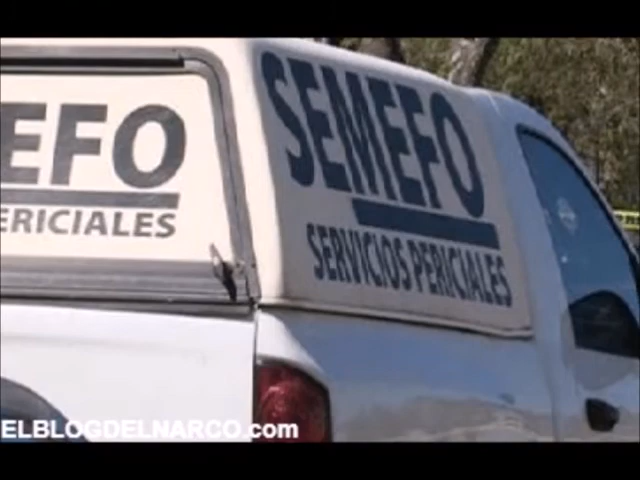 EFO
ERICIALES
SEMEFO
SERVICIOS PERICIALES
ELBLOGDELNARCO.com